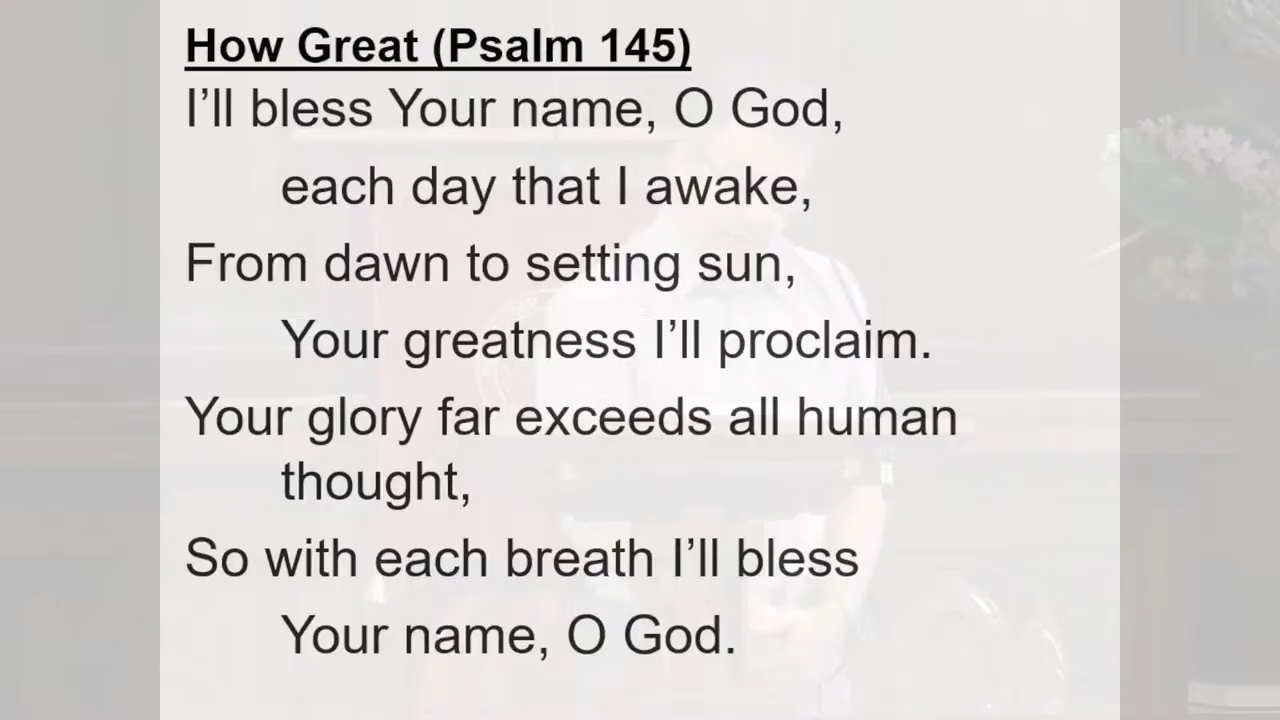 How Great (Psalm 145)
I’ll bless Your name, O God,
each day that I awake,
From dawn to setting sun,
Your greatness I’ll proclaim.
Your glory far exceeds all human
thought,
So with each breath I’ll bless
Your name, O God.